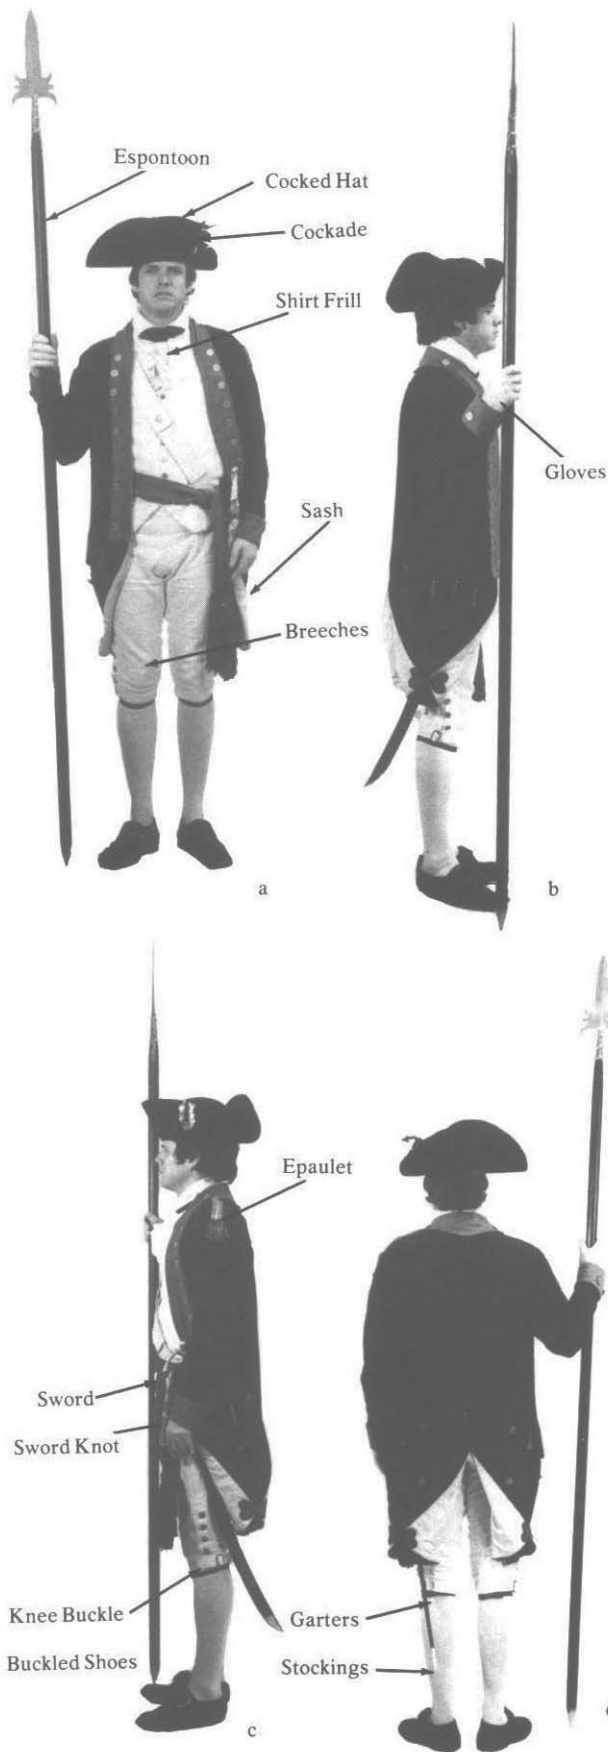 Espontoon
Cocked Hat
Cockade
Shirt Frill
Gloves
Sash
Breeches
a
b
Epaulet
Sword
Sword Knot
Knee Buckle
Garters
Buckled Shoes
Stockings
c